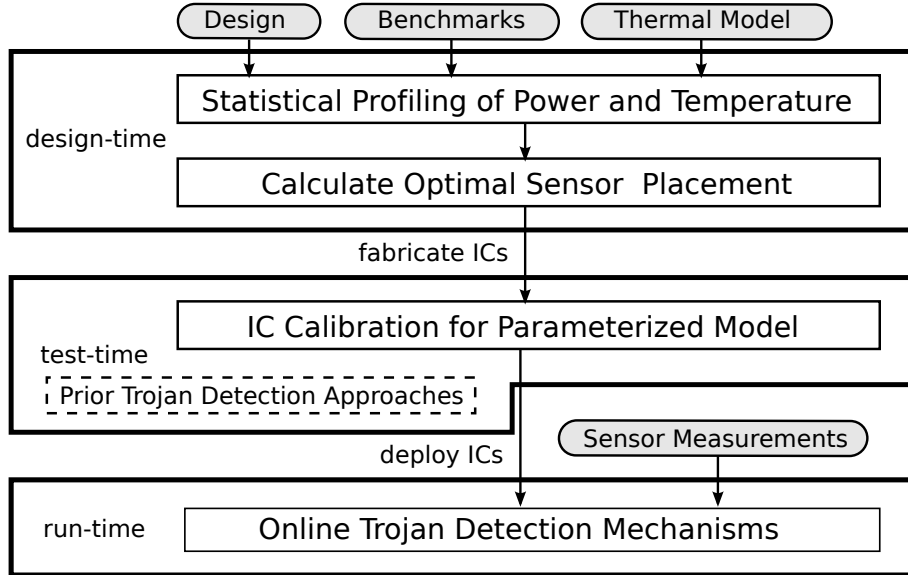 Design
Benchmarks
Thermal Model
Statistical Profiling of Power and Temperature
design-time
Calculate Optimal Sensor Placement
fabricate ICs
IC Calibration for Parameterized Model
test-time
Prior Trojan Detection Approaches
Sensor Measurements
deploy ICs
run-time
Online Trojan Detection Mechanisms